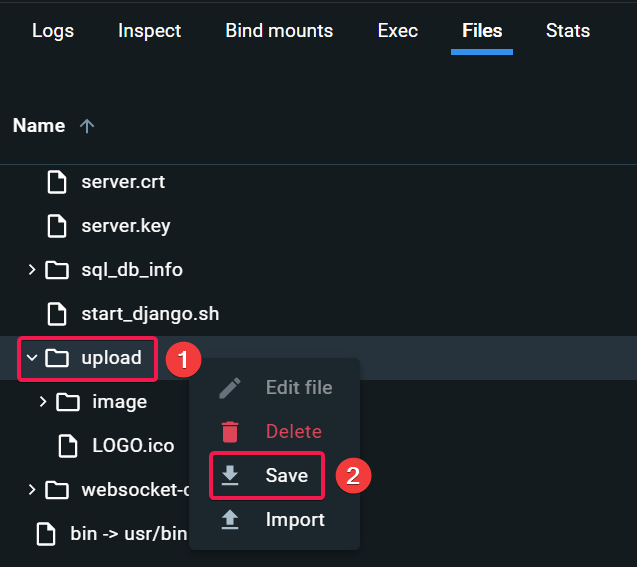 Logs Inspect Bind mounts Exec Files Stats
Name
server.crt
server.key
sql_db_info
start_django.sh
upload 1
Edit file
image
Delete
LOGO.ico
Save 2
websocket-c
Import
bin -> usr/bin